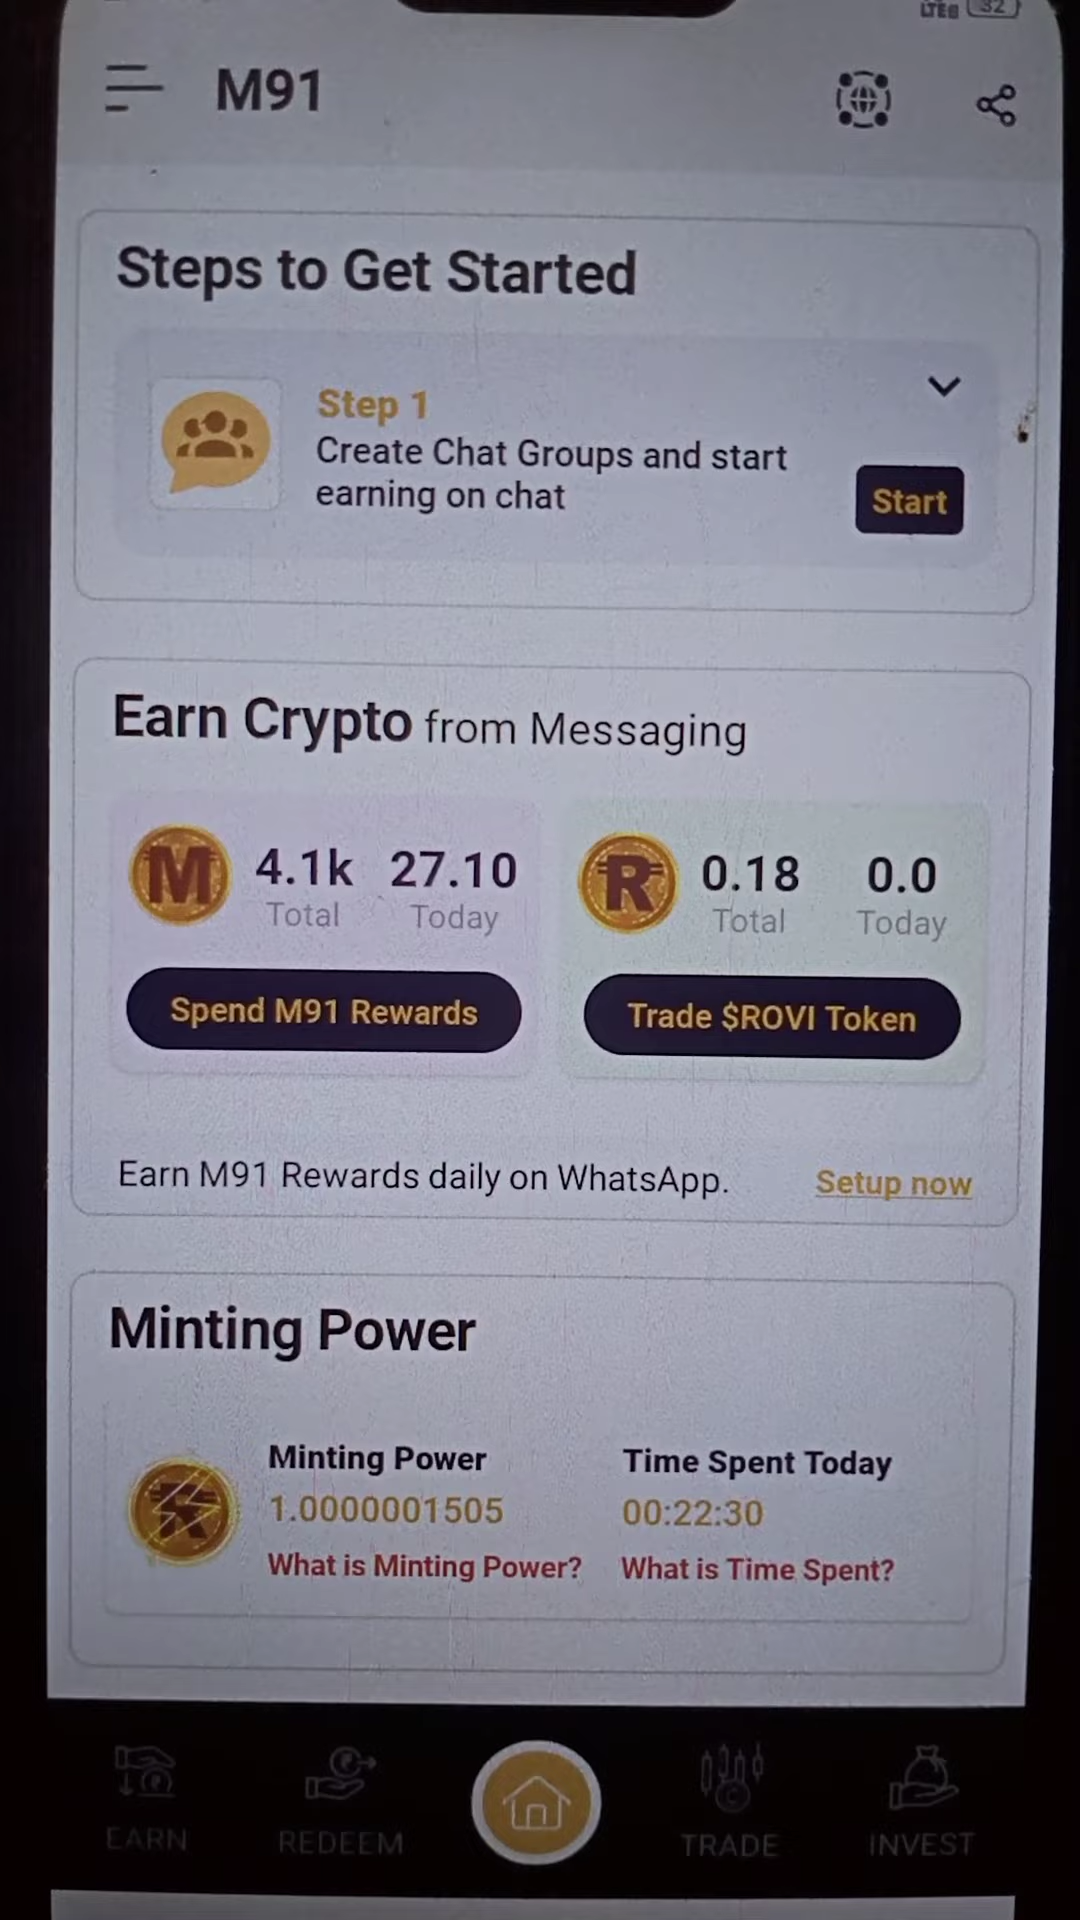 LTE
32
M91
Steps to Get Started
Step 1
Create Chat Groups and start
earning on chat
Start
Earn Crypto from Messaging
M 4.1k 27.10 R 0.18 0.0
Total Today Total Today
Spend M91 Rewards Trade $ROVI Token
Earn M91 Rewards daily on WhatsApp. Setup now
Minting Power
Minting Power Time Spent Today
1.0000001505 00:22:30
What is Minting Power? What is Time Spent?
EARN REDEEM TRADE INVEST